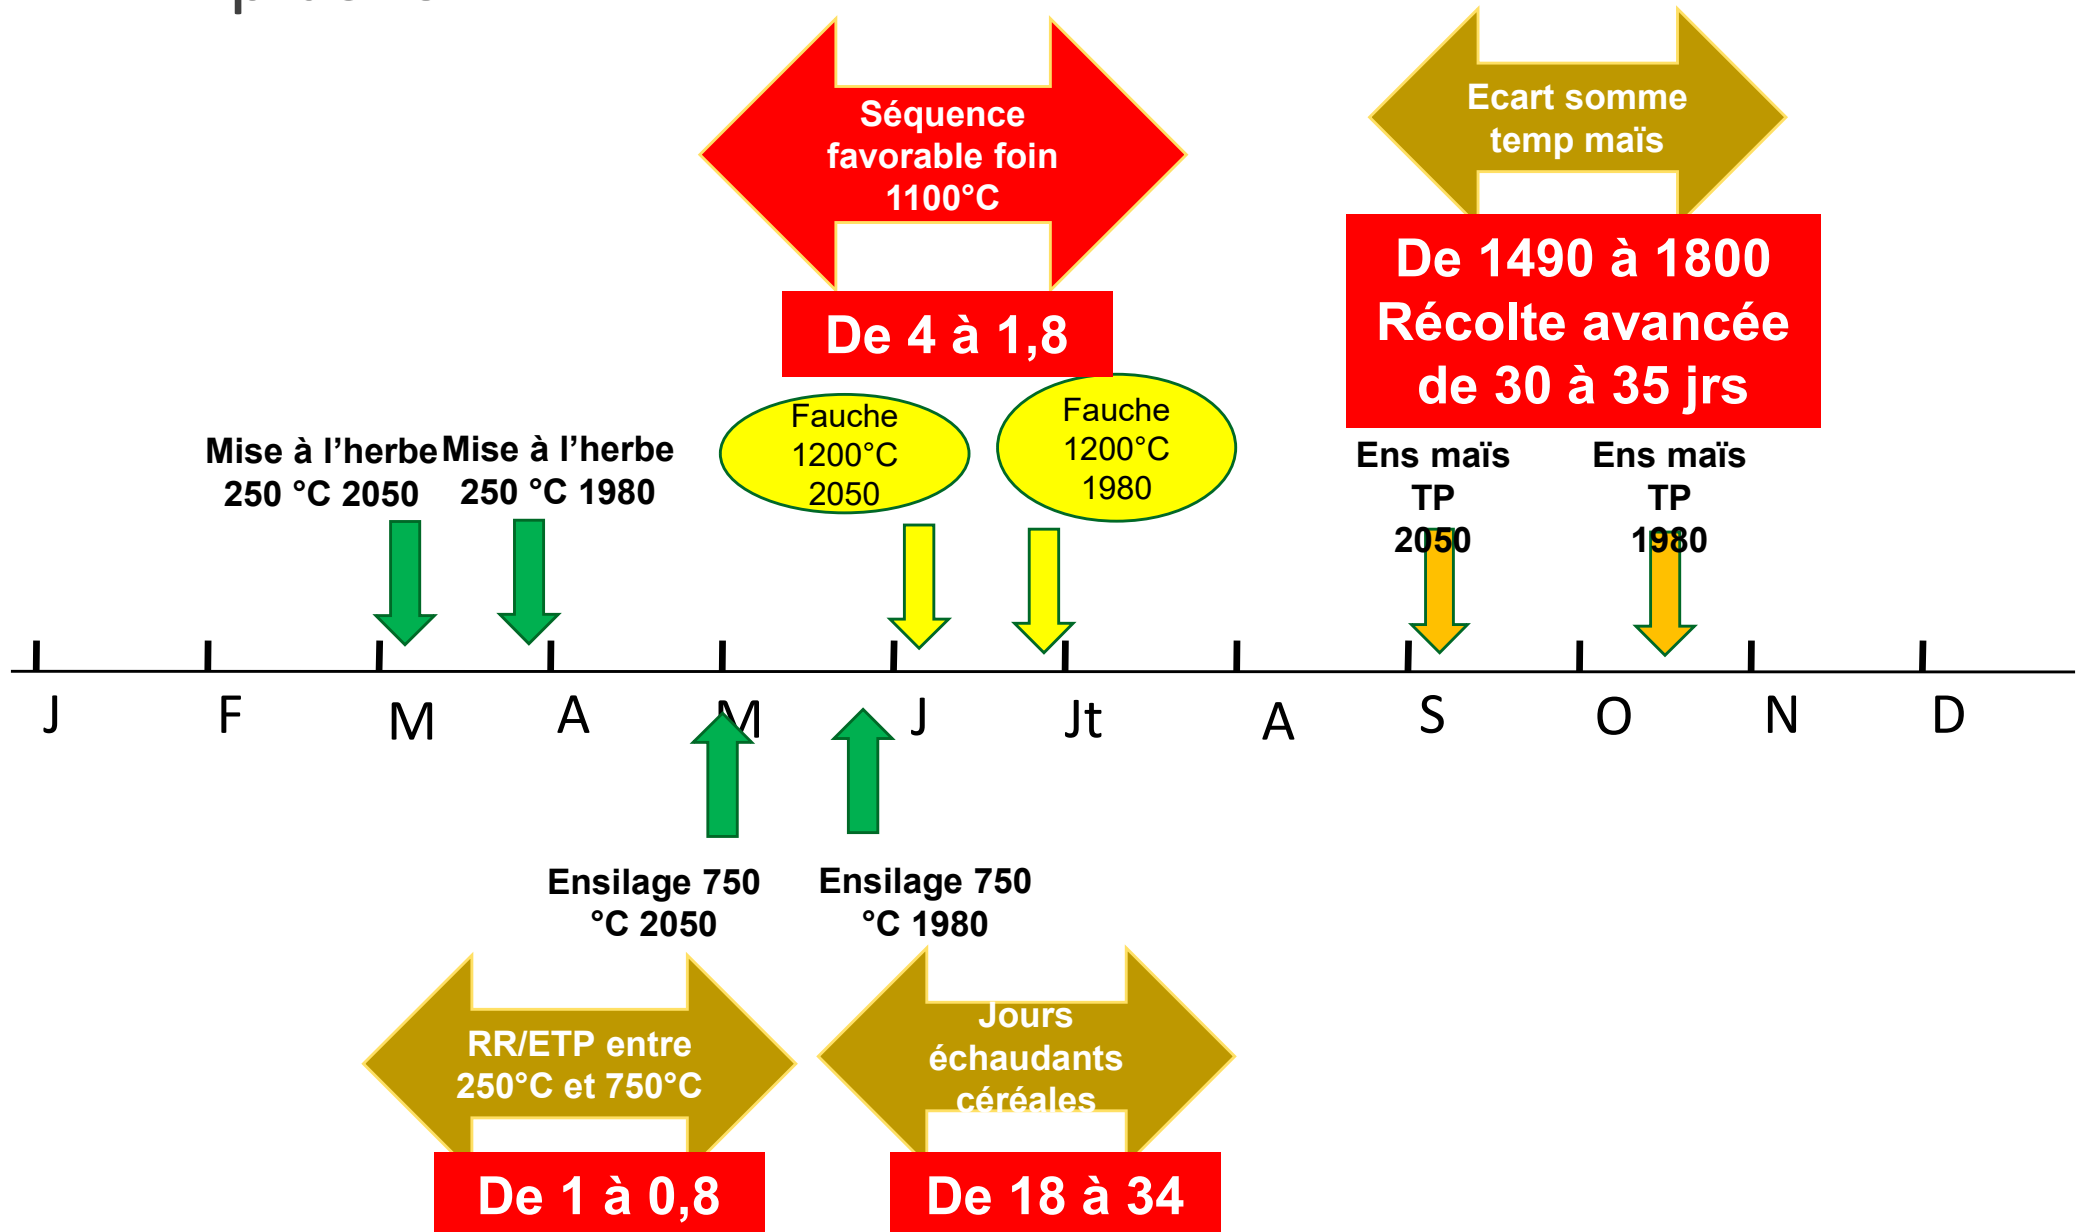 Séquence
favorable foin
1100°C
Ecart somme
temp maïs
De 4 à 1,8
De 1490 à 1800
Récolte avancée
de 30 à 35 jrs
Mise à l’herbe
250 °C 2050
Mise à l’herbe
250 °C 1980
Fauche
1200°C
2050
Fauche
1200°C
1980
Ens maïs
TP
2050
Ens maïs
TP
1980
J F M A M J Jt A S O N D
Ensilage 750
°C 2050
Ensilage 750
°C 1980
RR/ETP entre
250°C et 750°C
Jours
échaudants
céréales
De 1 à 0,8
De 18 à 34